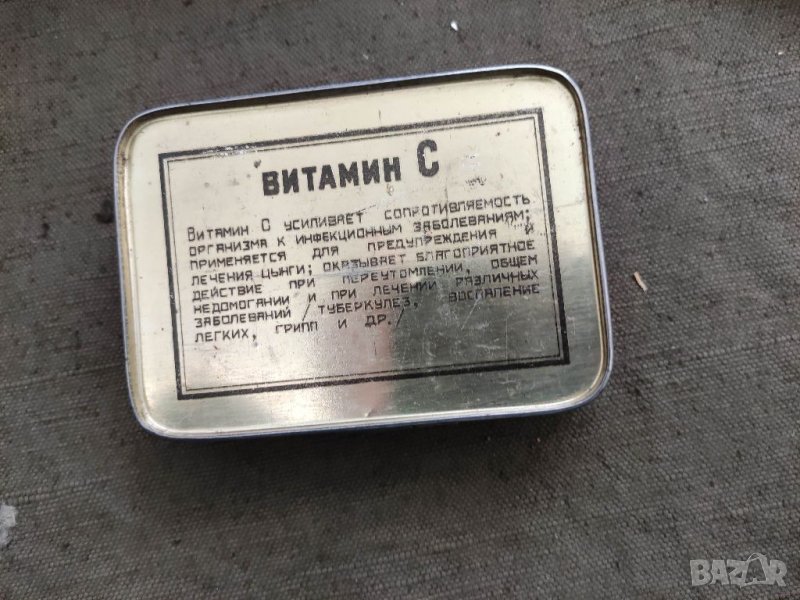 ВИТАМИН С
ВИТАМИН С УСИЛИВАЕТ СОПРОТИВЛЯЕМОСТЬ
ОРГАНИЗМА К ИНФЕКЦИОННЫМ ЗАБОЛЕВАНИЯМ;
ПРИМЕНЯЕТСЯ ДЛЯ ПРЕДУПРЕЖДЕНИЯ И
ЛЕЧЕНИЯ ЦЫНГИ; ОКАЗЫВАЕТ БЛАГОПРИЯТНОЕ
ДЕЙСТВИЕ ПРИ ПЕРЕУТОМЛЕНИИ, ОБЩЕМ
НЕДОМОГАНИИ И ПРИ ЛЕЧЕНИИ РАЗЛИЧНЫХ
ЗАБОЛЕВАНИЙ /ТУБЕРКУЛЕЗ, ВОСПАЛЕНИЕ
ЛЕГКИХ, ГРИПП И ДР./
BAZAR